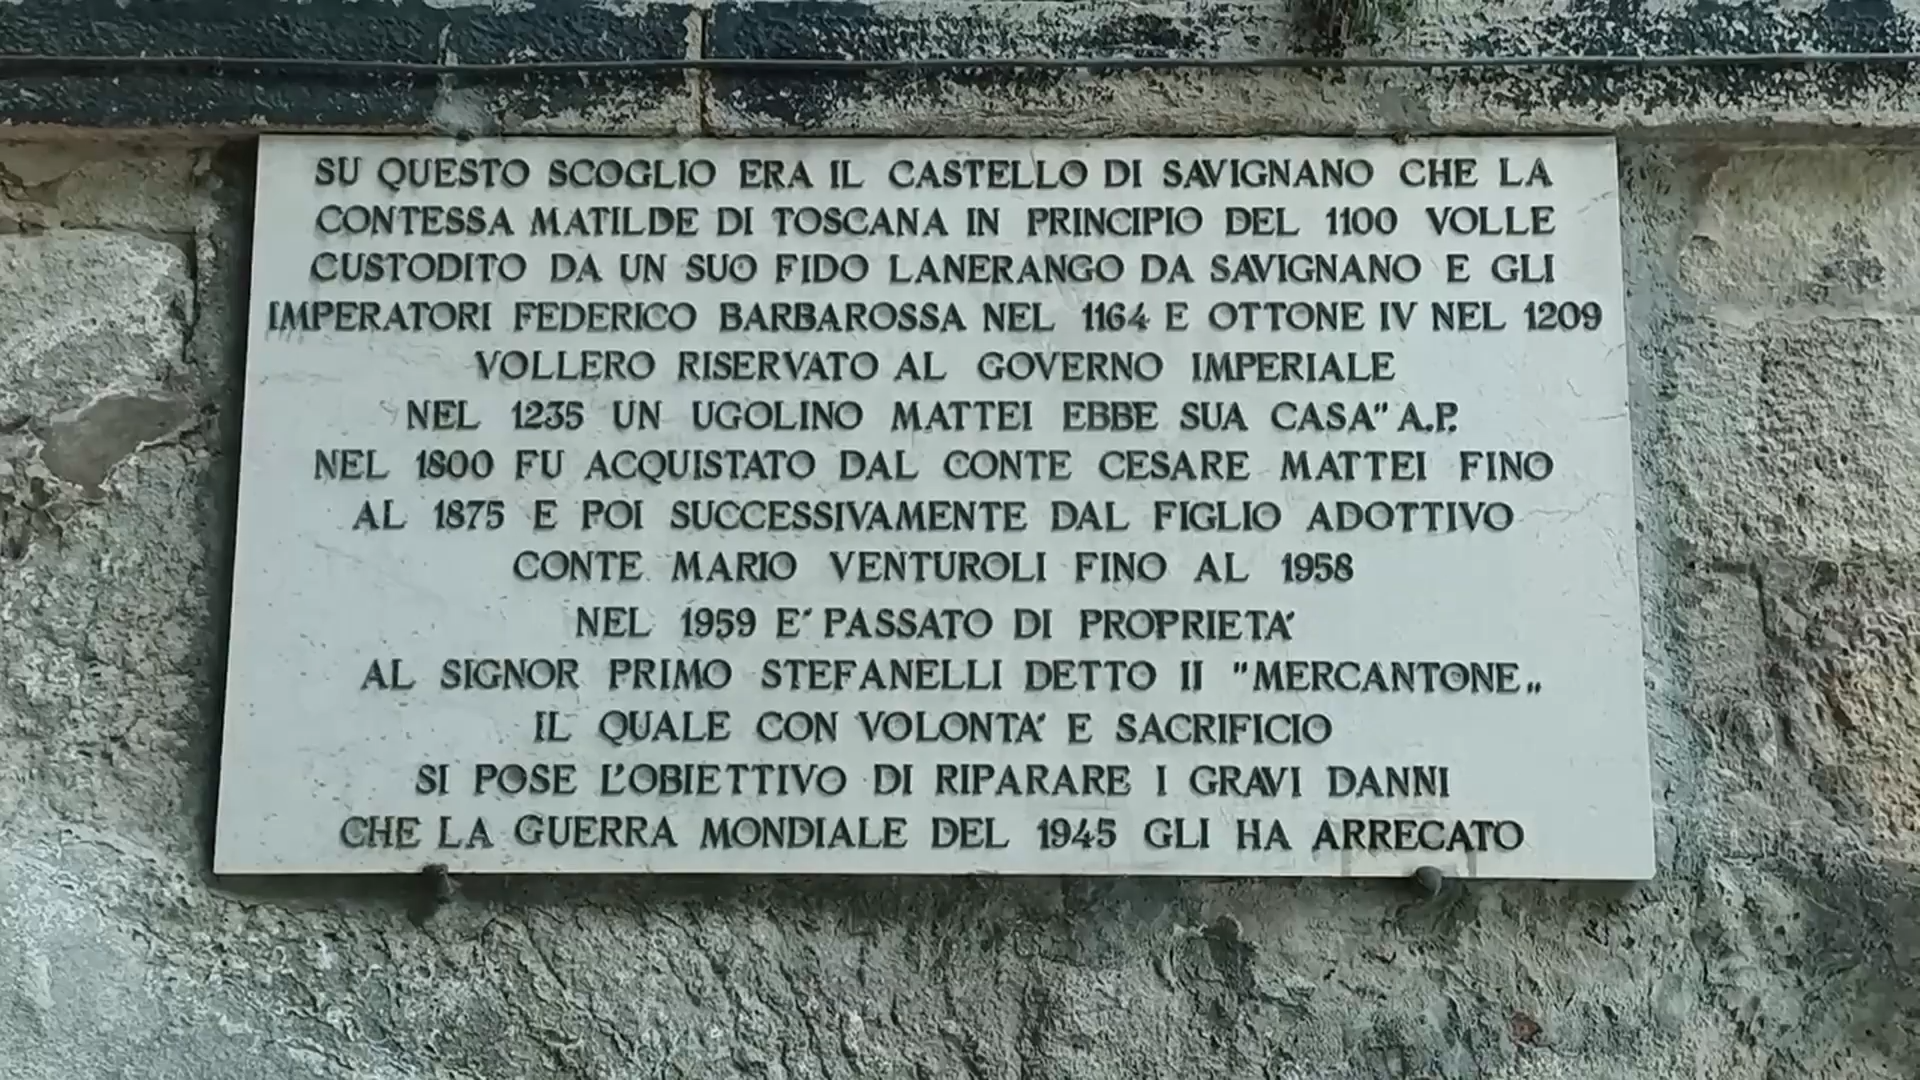 SU QUESTO SCOGLIO ERA IL CASTELLO DI SAVIGNANO CHE LA
CONTESSA MATILDE DI TOSCANA IN PRINCIPIO DEL 1100 VOLLE
CUSTODITO DA UN SUO FIDO LANERANGO DA SAVIGNANO E GLI
IMPERATORI FEDERICO BARBAROSSA NEL 1164 E OTTONE IV NEL 1209
VOLLERO RISERVATO AL GOVERNO IMPERIALE
NEL 1235 UN UGOLINO MATTEI EBBE SUA CASA" A.P.
NEL 1800 FU ACQUISTATO DAL CONTE CESARE MATTEI FINO
AL 1875 E POI SUCCESSIVAMENTE DAL FIGLIO ADOTTIVO
CONTE MARIO VENTUROLI FINO AL 1958
NEL 1959 E' PASSATO DI PROPRIETA'
AL SIGNOR PRIMO STEFANELLI DETTO II "MERCANTONE„
IL QUALE CON VOLONTA' E SACRIFICIO
SI POSE L'OBIETTIVO DI RIPARARE I GRAVI DANNI
CHE LA GUERRA MONDIALE DEL 1945 GLI HA ARRECATO